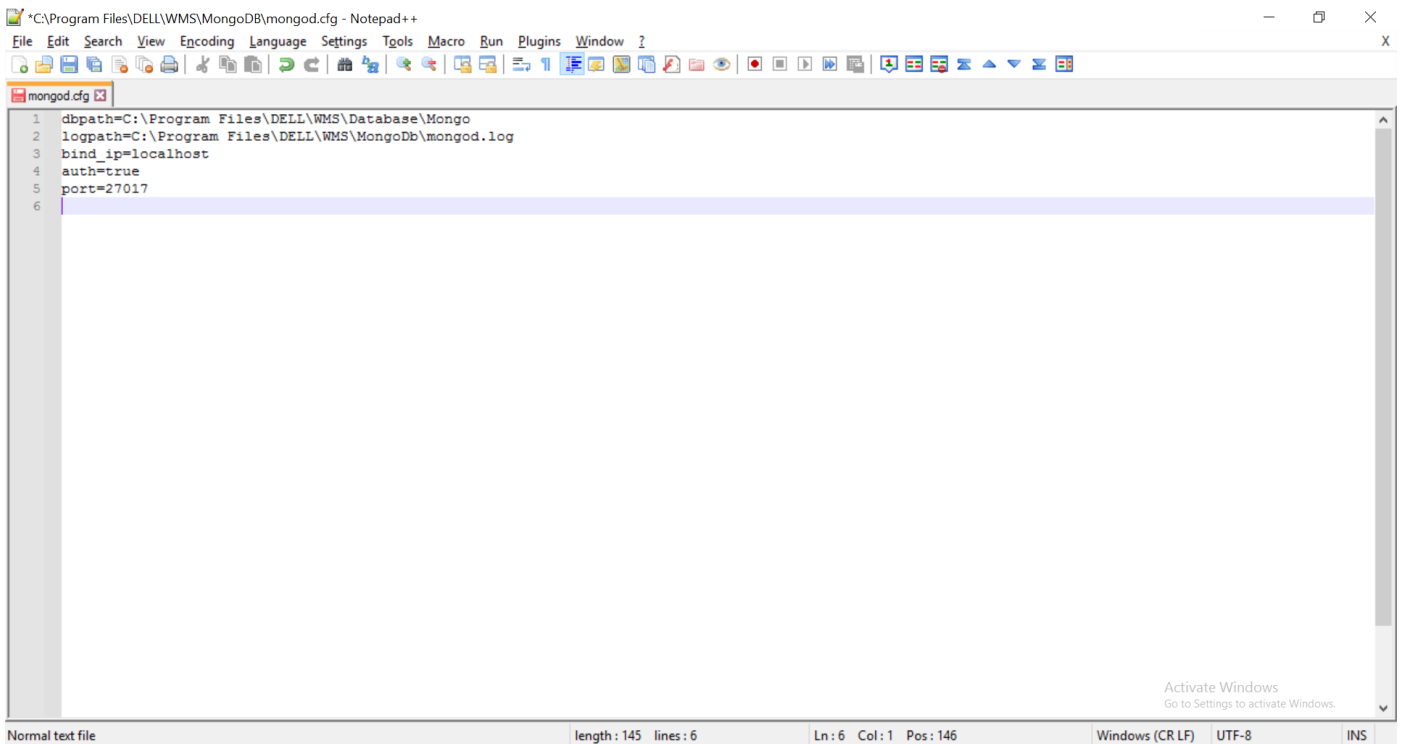 *C:\Program Files\DELL\WMS\MongoDB\mongod.cfg - Notepad++
File Edit Search View Encoding Language Settings Tools Macro Run Plugins Window ? X
mongod.cfg
1 dbpath=C:\Program Files\DELL\WMS\Database\Mongo
2 logpath=C:\Program Files\DELL\WMS\MongoDb\mongod.log
3 bind_ip=localhost
4 auth=true
5 port=27017
6
Activate Windows
Go to Settings to activate Windows.
Normal text file length : 145 lines : 6 Ln : 6 Col : 1 Pos : 146 Windows (CR LF) UTF-8 INS